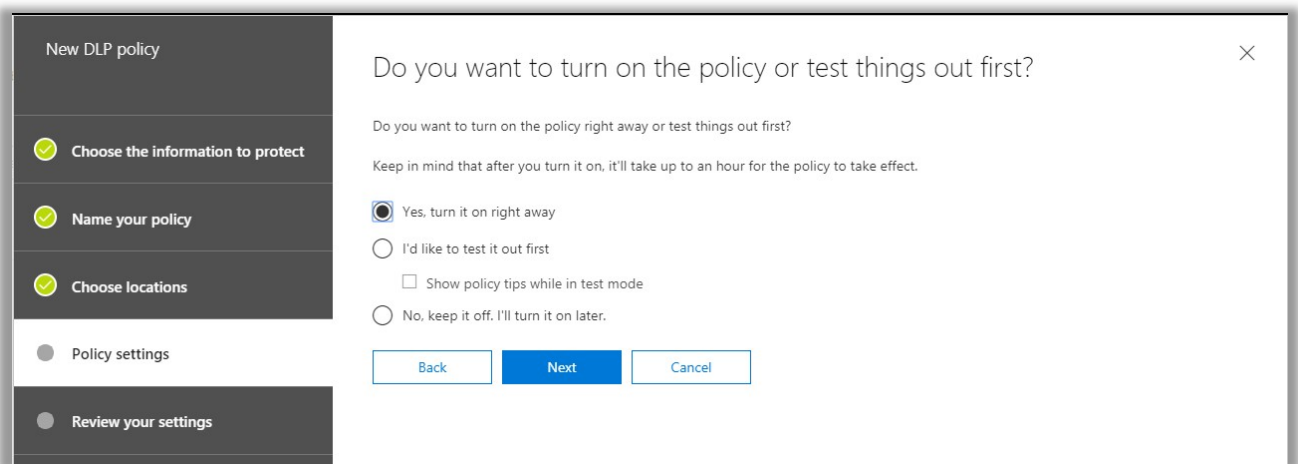 New DLP policy
Choose the information to protect
Name your policy
Choose locations
Policy settings
Review your settings
Do you want to turn on the policy or test things out first?
Do you want to turn on the policy right away or test things out first?
Keep in mind that after you turn it on, it'll take up to an hour for the policy to take effect.
Yes, turn it on right away
I'd like to test it out first
Show policy tips while in test mode
No, keep it off. I'll turn it on later.
Back Next Cancel